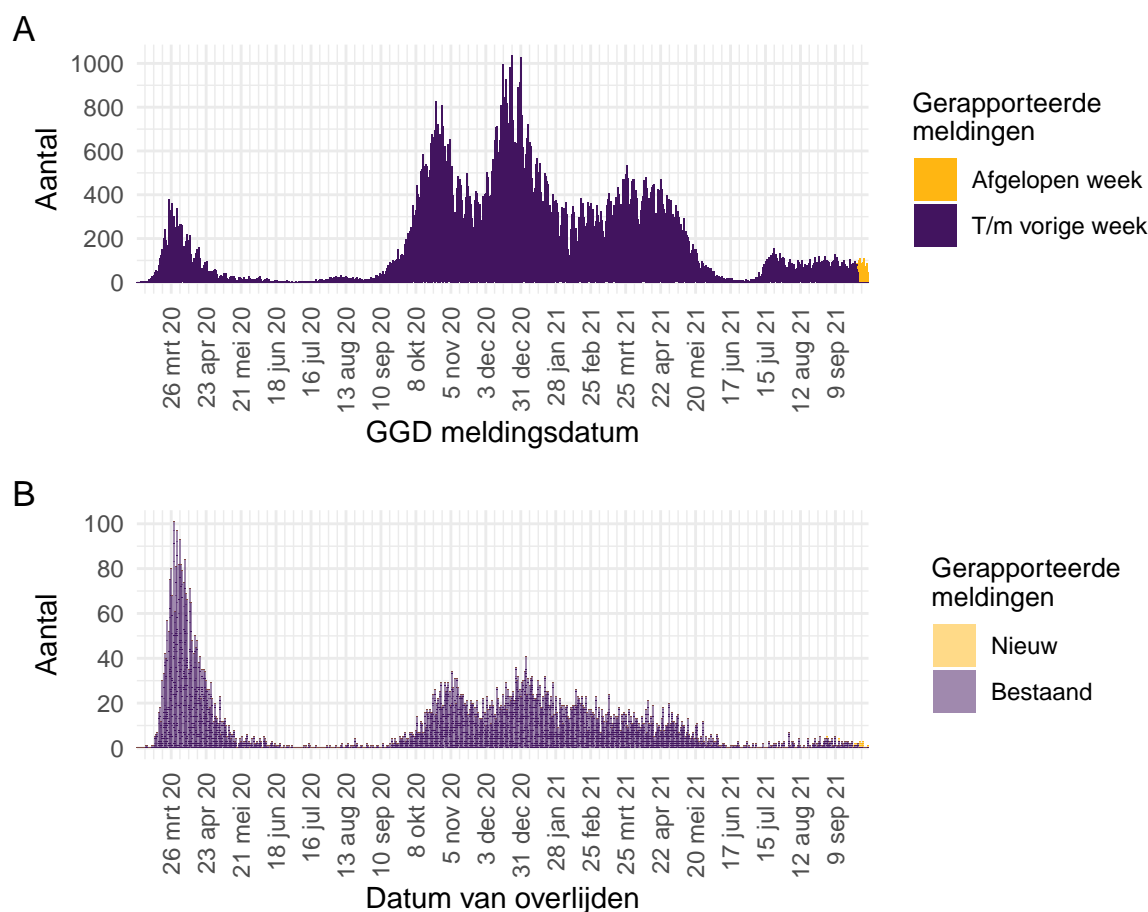 A
Aantal
1000
800
600
400
200
0
26 mrt 20
23 apr 20
21 mei 20
18 jun 20
16 jul 20
13 aug 20
10 sep 20
8 okt 20
5 nov 20
3 dec 20
31 dec 20
28 jan 21
25 feb 21
25 mrt 21
22 apr 21
20 mei 21
17 jun 21
15 jul 21
12 aug 21
9 sep 21
GGD meldingsdatum
Gerapporteerde
meldingen
Afgelopen week
T/m vorige week
B
Aantal
100
80
60
40
20
0
26 mrt 20
23 apr 20
21 mei 20
18 jun 20
16 jul 20
13 aug 20
10 sep 20
8 okt 20
5 nov 20
3 dec 20
31 dec 20
28 jan 21
25 feb 21
25 mrt 21
22 apr 21
20 mei 21
17 jun 21
15 jul 21
12 aug 21
9 sep 21
Datum van overlijden
Gerapporteerde
meldingen
Nieuw
Bestaand